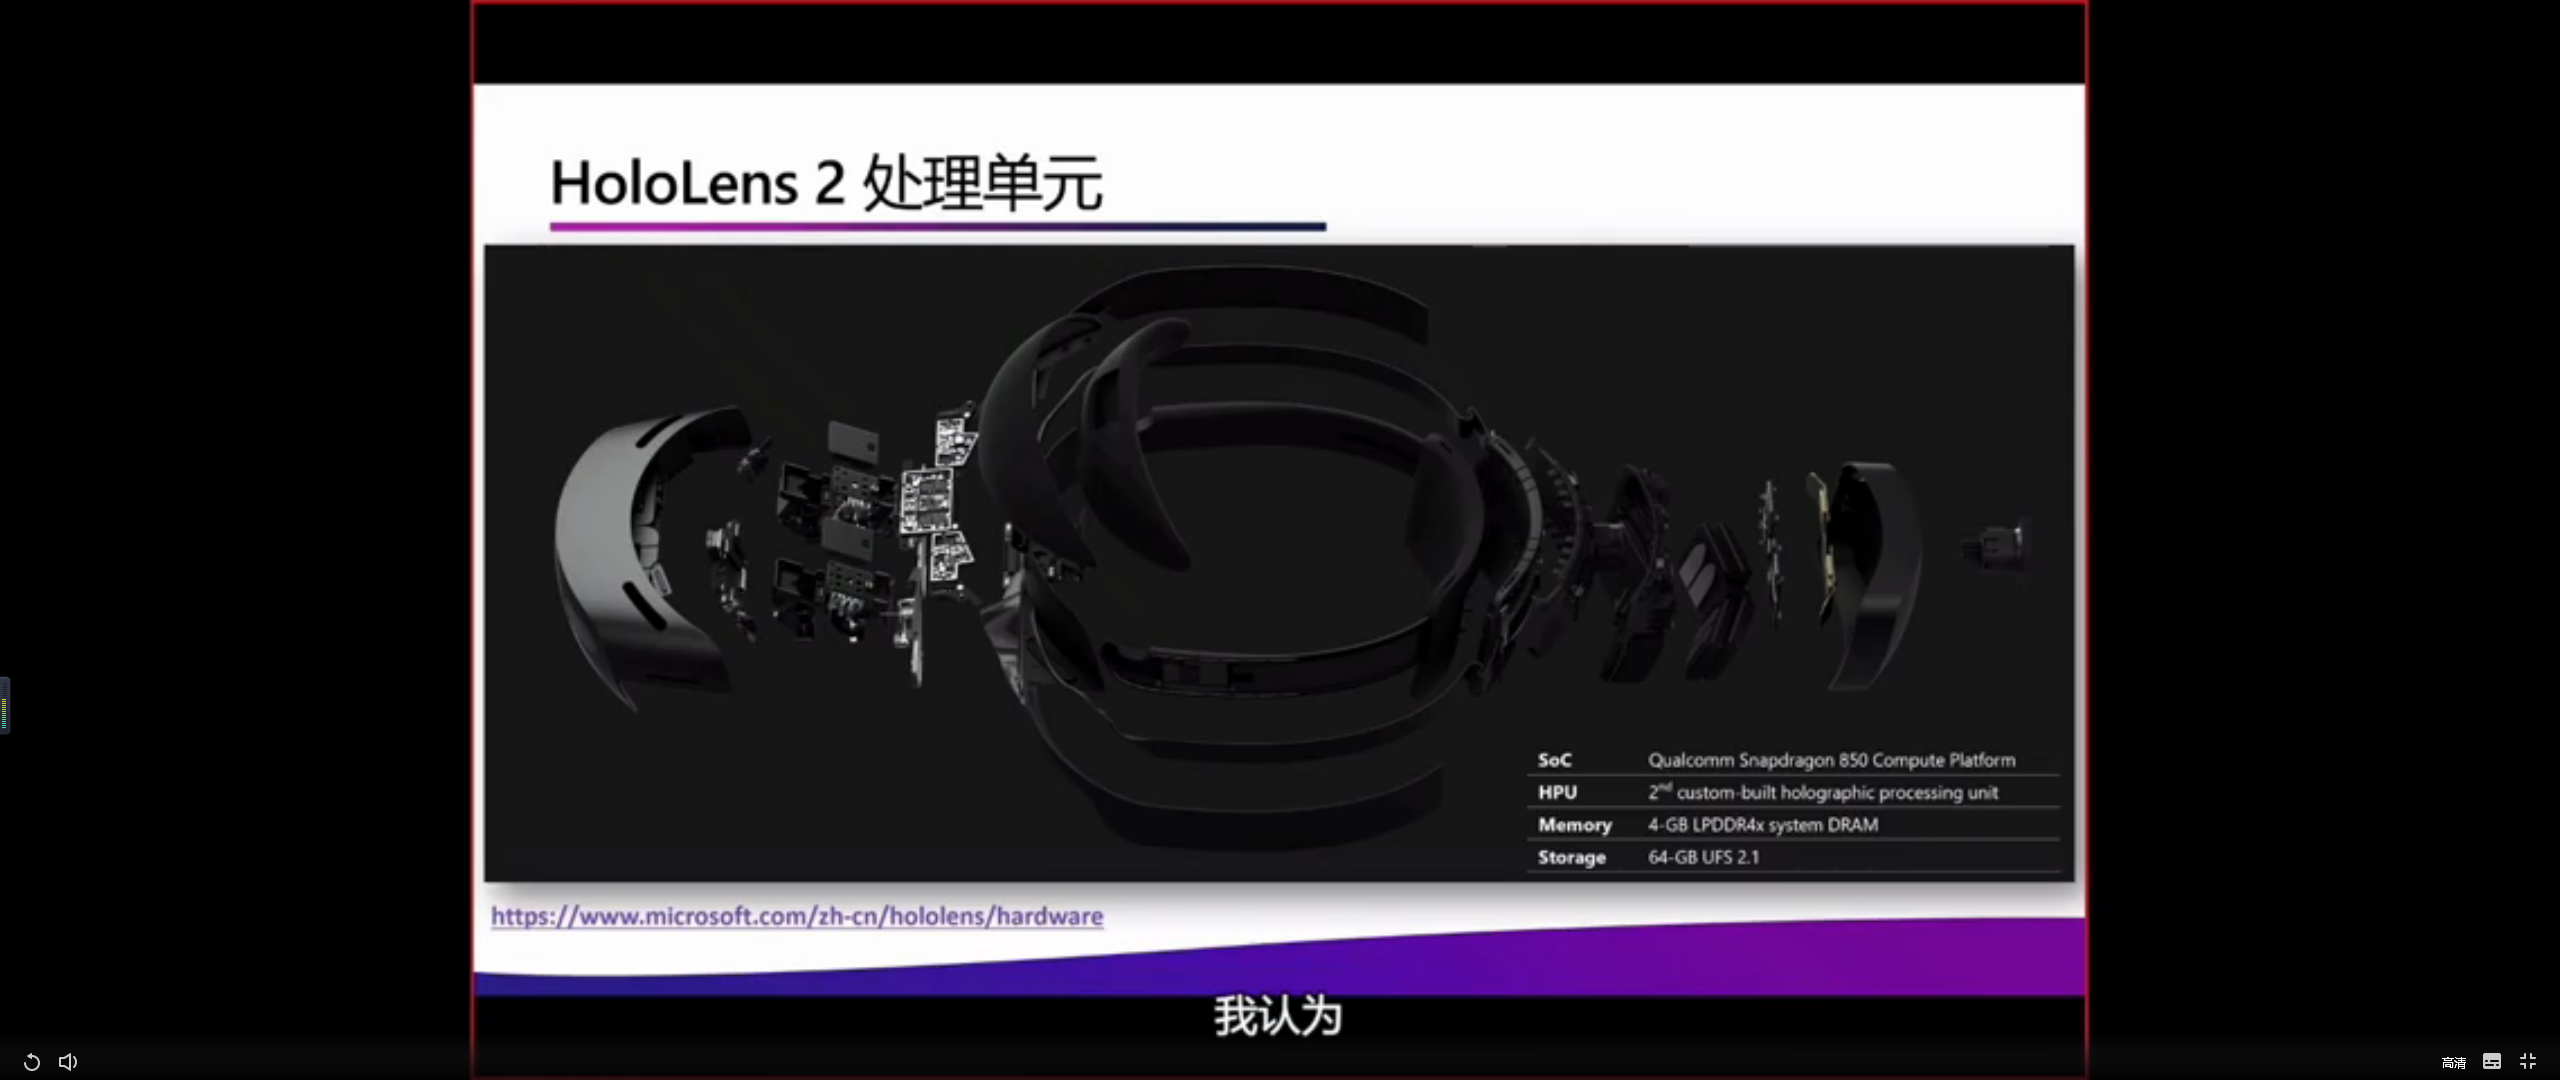 HoloLens 2 处理单元
SoC Qualcomm Snapdragon 850 Compute Platform
HPU 2nd custom-built holographic processing unit
Memory 4-GB LPDDR4x system DRAM
Storage 64-GB UFS 2.1
https://www.microsoft.com/zh-cn/hololens/hardware
我认为
高清